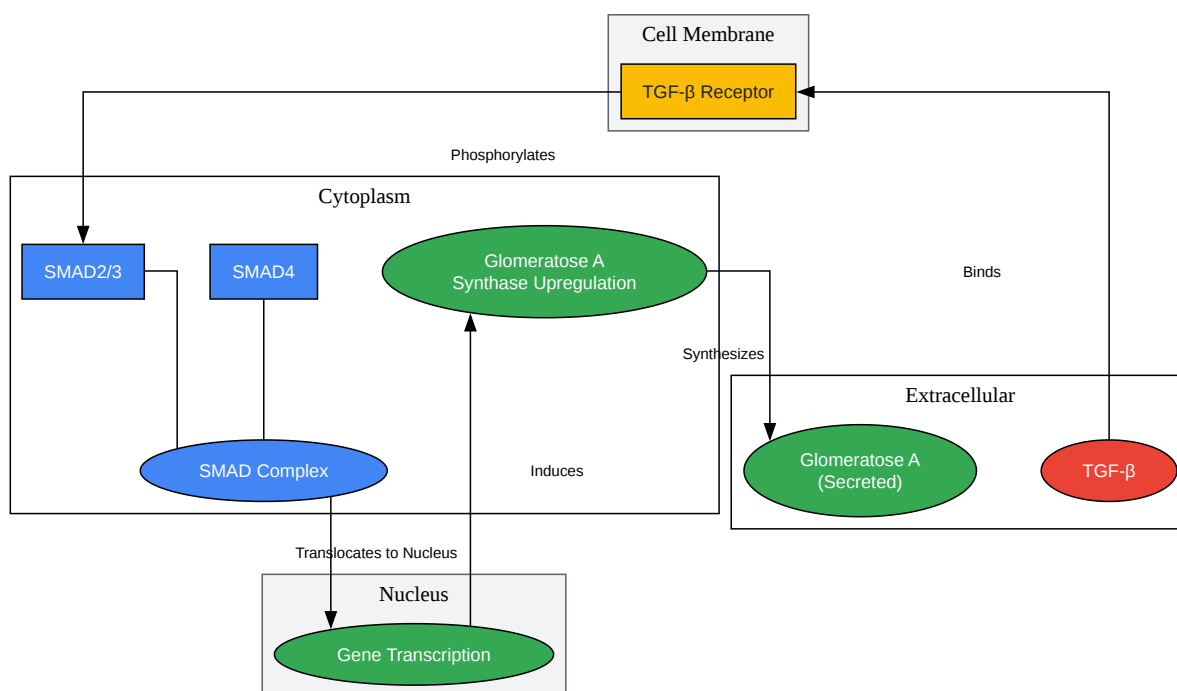 Cell Membrane
TGF-β Receptor
Phosphorylates
Cytoplasm
SMAD2/3
SMAD4
Glomeratose A
Synthase Upregulation
Binds
Synthesizes
Extracellular
Glomeratose A
(Secreted)
TGF-β
SMAD Complex
Induces
Translocates to Nucleus
Nucleus
Gene Transcription